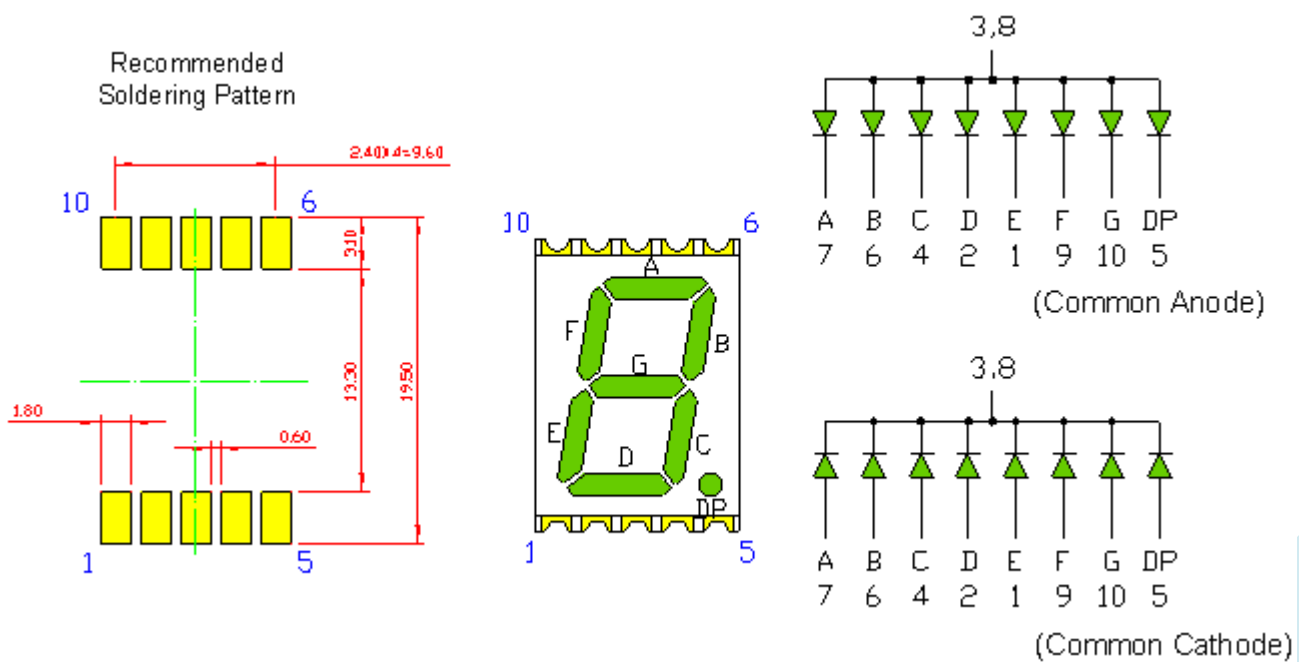 Recommended
Soldering Pattern
2.40x4=9.60
10
6
3.10
13.30
19.50
1.80
0.60
1
5
10
6
A
F
B
G
E
C
D
DP
1
5
3,8
A B C D E F G DP
7 6 4 2 1 9 10 5
(Common Anode)
3,8
A B C D E F G DP
7 6 4 2 1 9 10 5
(Common Cathode)